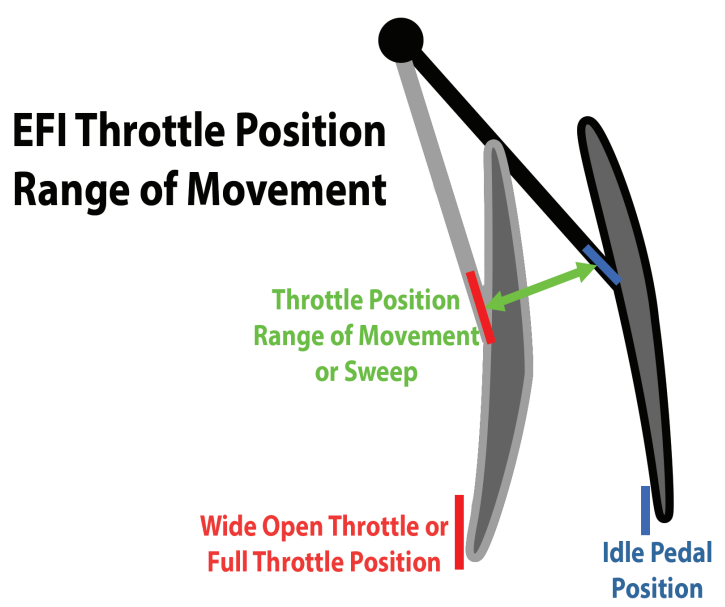 EFI Throttle Position
Range of Movement
Throttle Position
Range of Movement
or Sweep
Wide Open Throttle or
Full Throttle Position
Idle Pedal
Position